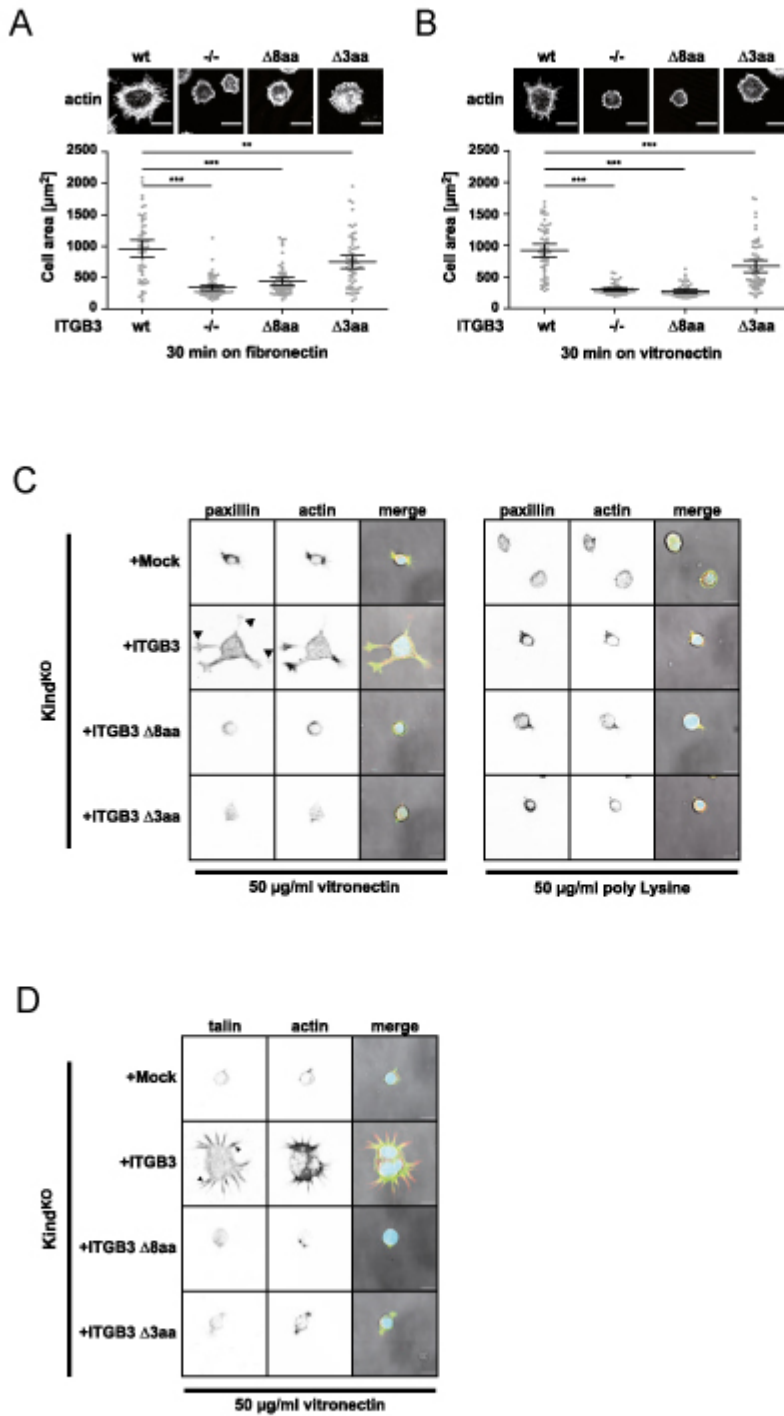 A
wt -/- Δ8aa Δ3aa
actin
**
***
***
2500
2000
1500
1000
500
0
Cell area [µm²]
ITGB3 wt -/- Δ8aa Δ3aa
30 min on fibronectin
B
wt -/- Δ8aa Δ3aa
actin
***
***
***
2500
2000
1500
1000
500
0
Cell area [µm²]
ITGB3 wt -/- Δ8aa Δ3aa
30 min on vitronectin
C
paxillin actin merge
paxillin actin merge
KindKO
+Mock
+ITGB3
+ITGB3 Δ8aa
+ITGB3 Δ3aa
50 µg/ml vitronectin
50 µg/ml poly Lysine
D
talin actin merge
KindKO
+Mock
+ITGB3
+ITGB3 Δ8aa
+ITGB3 Δ3aa
50 µg/ml vitronectin